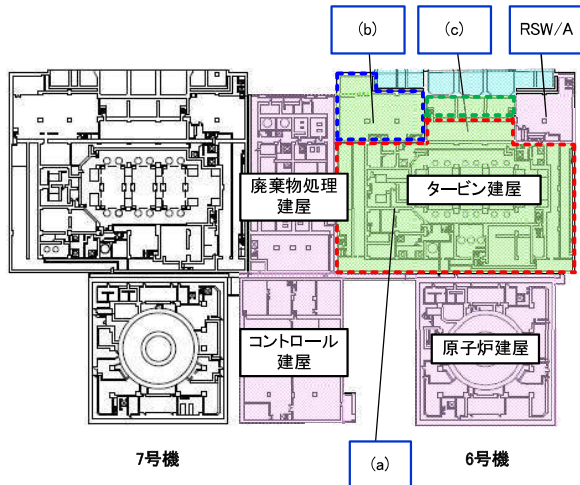 (b)
(c)
RSW/A
廃棄物処理
建屋
タービン建屋
コントロール
建屋
原子炉建屋
7号機
(a)
6号機